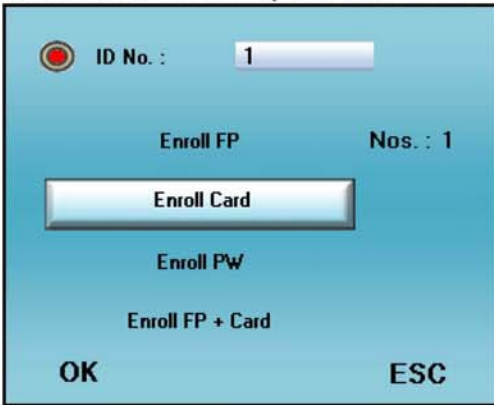 ID No. : 1
Enroll FP Nos. : 1
Enroll Card
Enroll PW
Enroll FP + Card
OK ESC